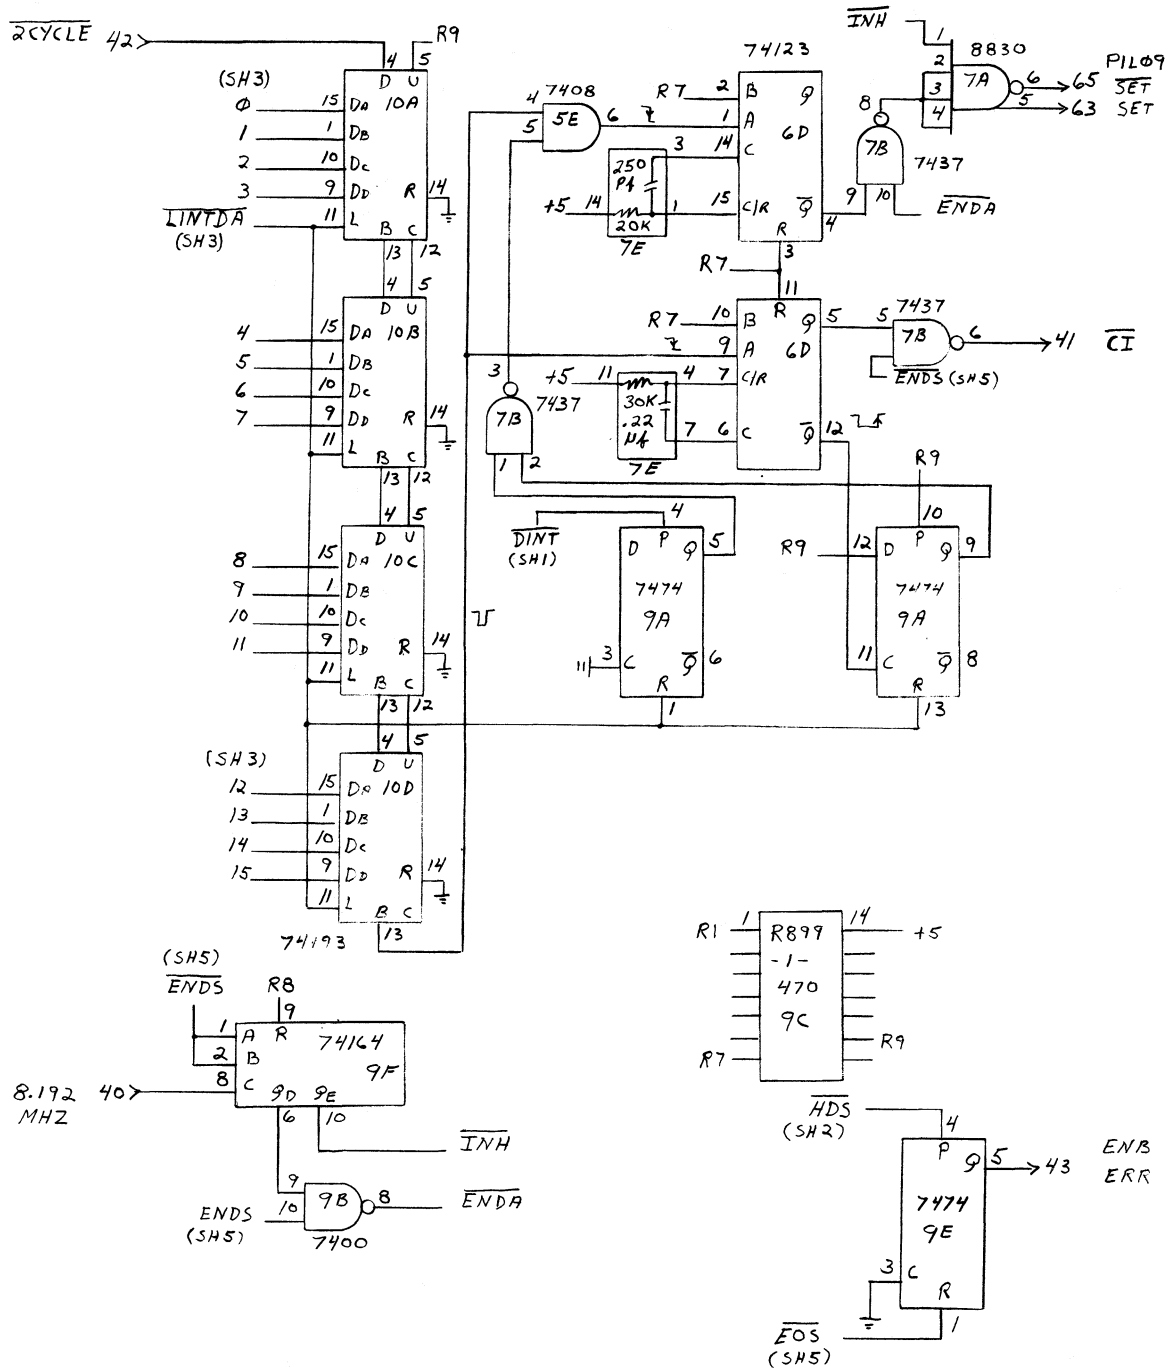 2CYCLE 42
R9
4 5
D U
(SH3)
0 15 DA 10A
1 1 DB
2 10 DC
3 9 DD R 14
LINTDA 11 L
(SH3)
B C
13 12
4 5
D U
4 15 DA 10B
5 1 DB
6 10 DC
7 9 DD R 14
11 L
B C
13 12
4 5
D U
8 15 DA 10C
9 1 DB
10 10 DC
11 9 DD R 14
11 L
B C
13 12
4 5
D U
(SH3)
12 15 DA 10D
13 1 DB
14 10 DC
15 9 DD R 14
11 L
B C
74193 13
7408
4 5E 6
5
74123
R7 2 B Q
1 A 6D
3 14 C
250
Pf
+5 14 1 15 C/R Q 4
20K
7E
R
3
R7
11
R
R7 10 B Q 5
9 A 6D
+5 11 4 7 C/R
30K
.22
µf
7 6 C Q 12
7E
INH
1 8830
2 7A
3
4
6 65 PIL09
SET
5 63 SET
8
7B
7437
9 10
ENDA
7437
5 7B 6 41 CI
ENDS (SH5)
3
7437
7B
1 2
DINT
(SH1)
4
D P Q 5
7474
9A
11 3 C Q 6
R
1
R9
10
R9 12 D P Q 9
7474
9A
11 C Q 8
R
13
(SH5)
ENDS
R8
9
1 A R 74164
2 B 9F
8.192 40 8 C
MHZ
QD QE
6 10
INH
9 9B 8 ENDA
ENDS 10
(SH5)
7400
R1 1 R899 14 +5
-1-
470
9C
R9
R7
HDS
(SH2)
4
P Q 5 43 ENB
ERR
7474
9E
3 C
R
1
EOS
(SH5)